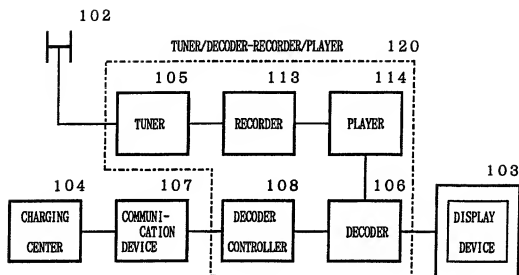 102
TUNER/DECODER-RECORDER/PLAYER 120
105 113 114
TUNER RECORDER PLAYER
104 107 108 106 103
CHARGING CENTER
COMMUNI-
CATION
DEVICE
DECODER
CONTROLLER
DECODER
DISPLAY
DEVICE